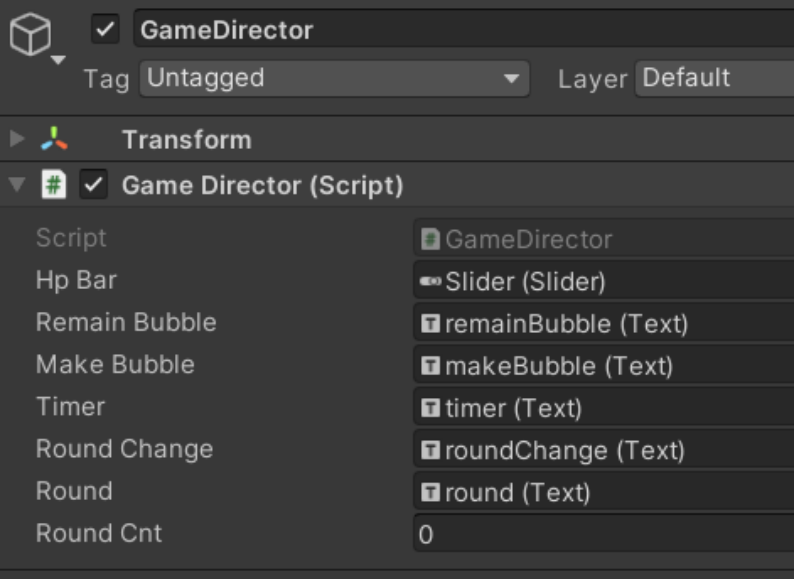 GameDirector
Tag Untagged Layer Default
Transform
# Game Director (Script)
Script # GameDirector
Hp Bar Slider (Slider)
Remain Bubble T remainBubble (Text)
Make Bubble T makeBubble (Text)
Timer T timer (Text)
Round Change T roundChange (Text)
Round T round (Text)
Round Cnt 0